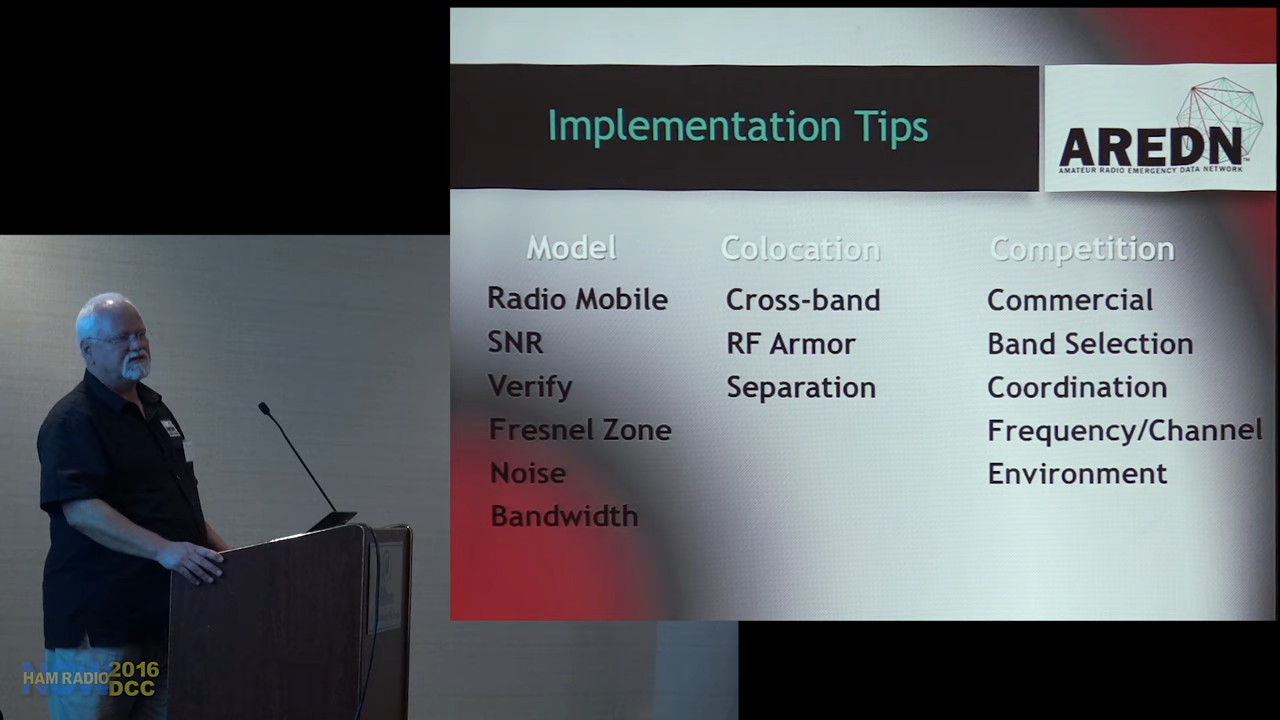 Implementation Tips
AREDN
AMATEUR RADIO EMERGENCY DATA NETWORK
Model
Radio Mobile
SNR
Verify
Fresnel Zone
Noise
Bandwidth
Colocation
Cross-band
RF Armor
Separation
Competition
Commercial
Band Selection
Coordination
Frequency/Channel
Environment
HAM RADIO
NOW
2016
DCC